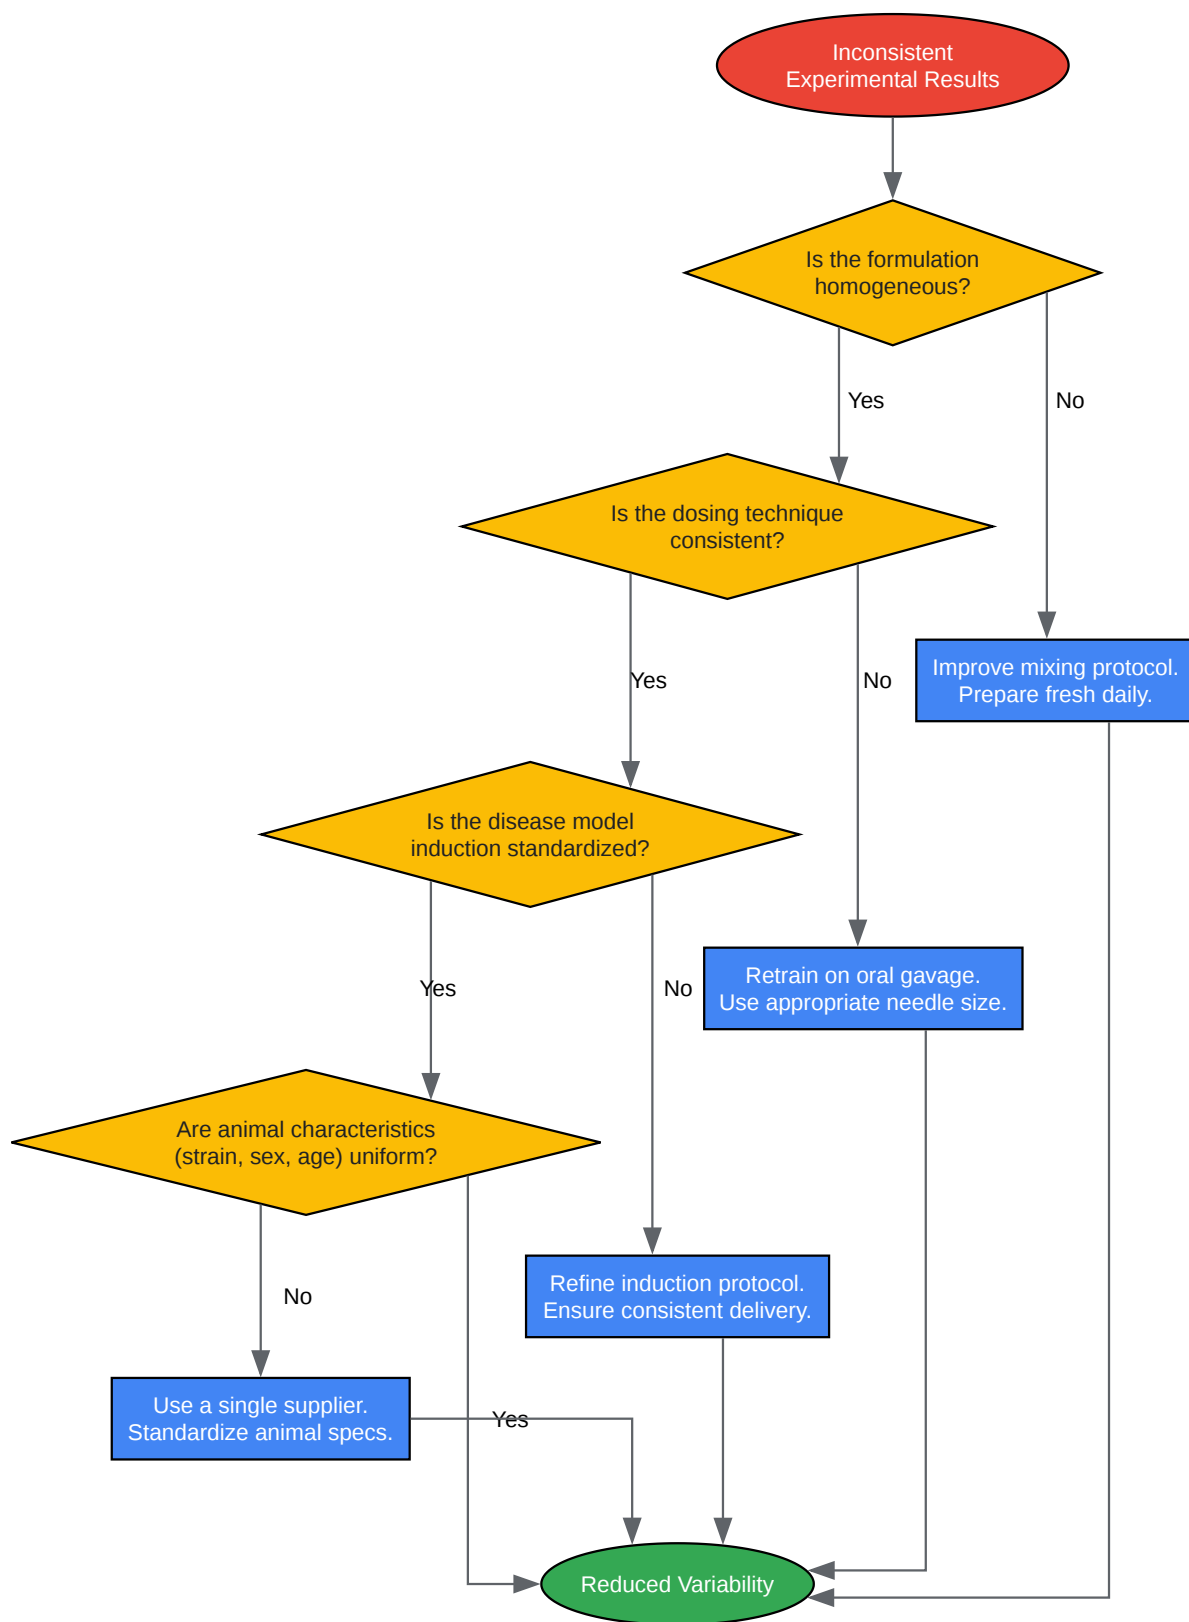 Inconsistent
Experimental Results
Is the formulation
homogeneous?
Yes
No
Is the dosing technique
consistent?
Improve mixing protocol.
Prepare fresh daily.
Yes
No
Is the disease model
induction standardized?
Retrain on oral gavage.
Use appropriate needle size.
Yes
No
Are animal characteristics
(strain, sex, age) uniform?
Refine induction protocol.
Ensure consistent delivery.
No
Use a single supplier.
Standardize animal specs.
Yes
Reduced Variability